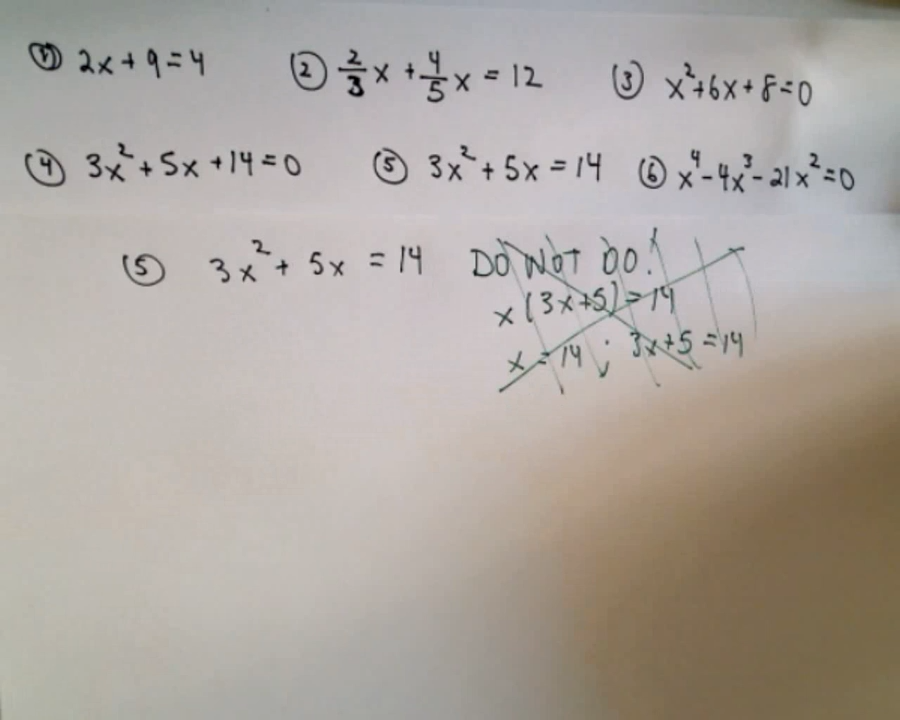 ① 2x + 9 = 4 ② 2/3 x + 4/5 x = 12 ③ x² + 6x + 8 = 0
④ 3x² + 5x + 14 = 0 ⑤ 3x² + 5x = 14 ⑥ x⁴ - 4x³ - 21x² = 0
⑤ 3x² + 5x = 14 DO NOT DO!
x(3x+5) = 14
x = 14 ; 3x+5 = 14